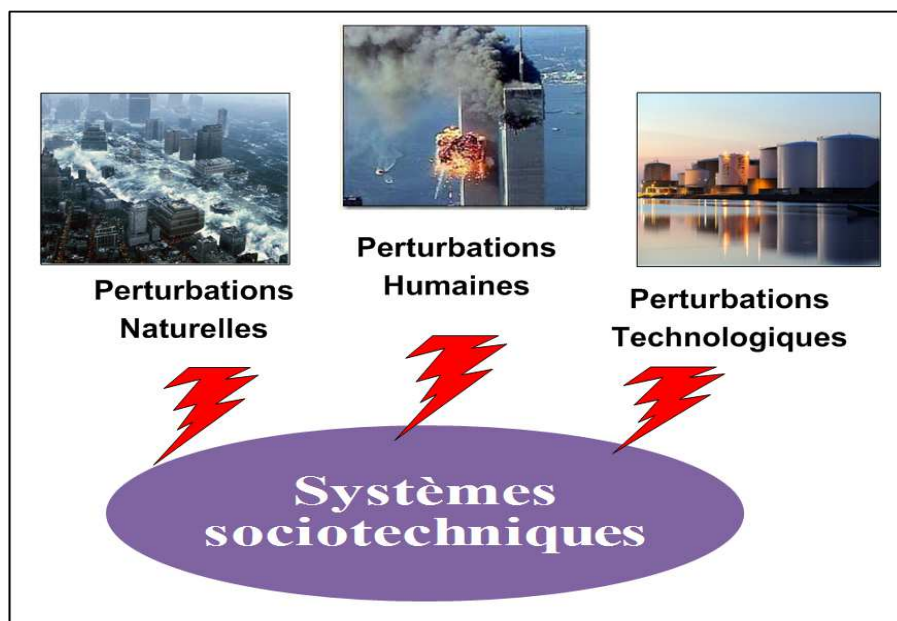 Perturbations
Naturelles
Perturbations
Humaines
Perturbations
Technologiques
Systèmes
sociotechniques